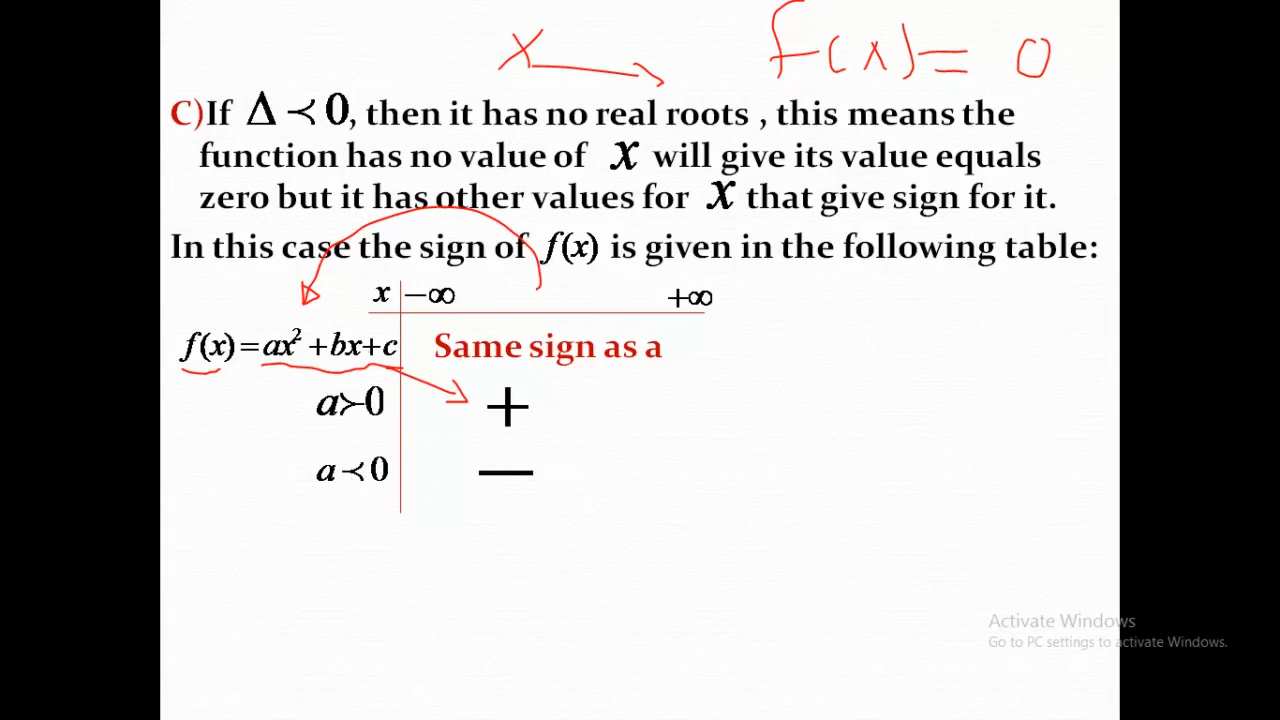 x → f(x) = 0
C)If Δ ≺ 0, then it has no real roots , this means the
function has no value of x will give its value equals
zero but it has other values for x that give sign for it.
In this case the sign of f(x) is given in the following table:
x −∞ +∞
f(x)=ax²+bx+c Same sign as a
a≻0 +
a≺0 −
Activate Windows
Go to PC settings to activate Windows.